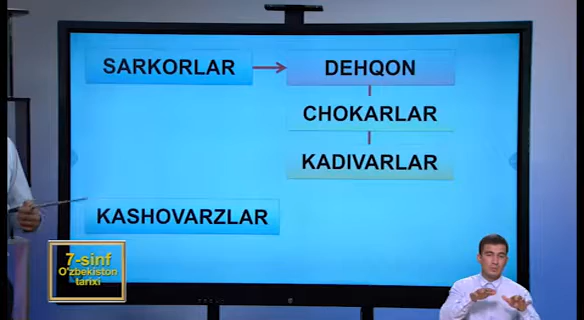 SARKORLAR
DEHQON
CHOKARLAR
KADIVARLAR
KASHOVARZLAR
7-sinf
O'zbekiston
tarixi